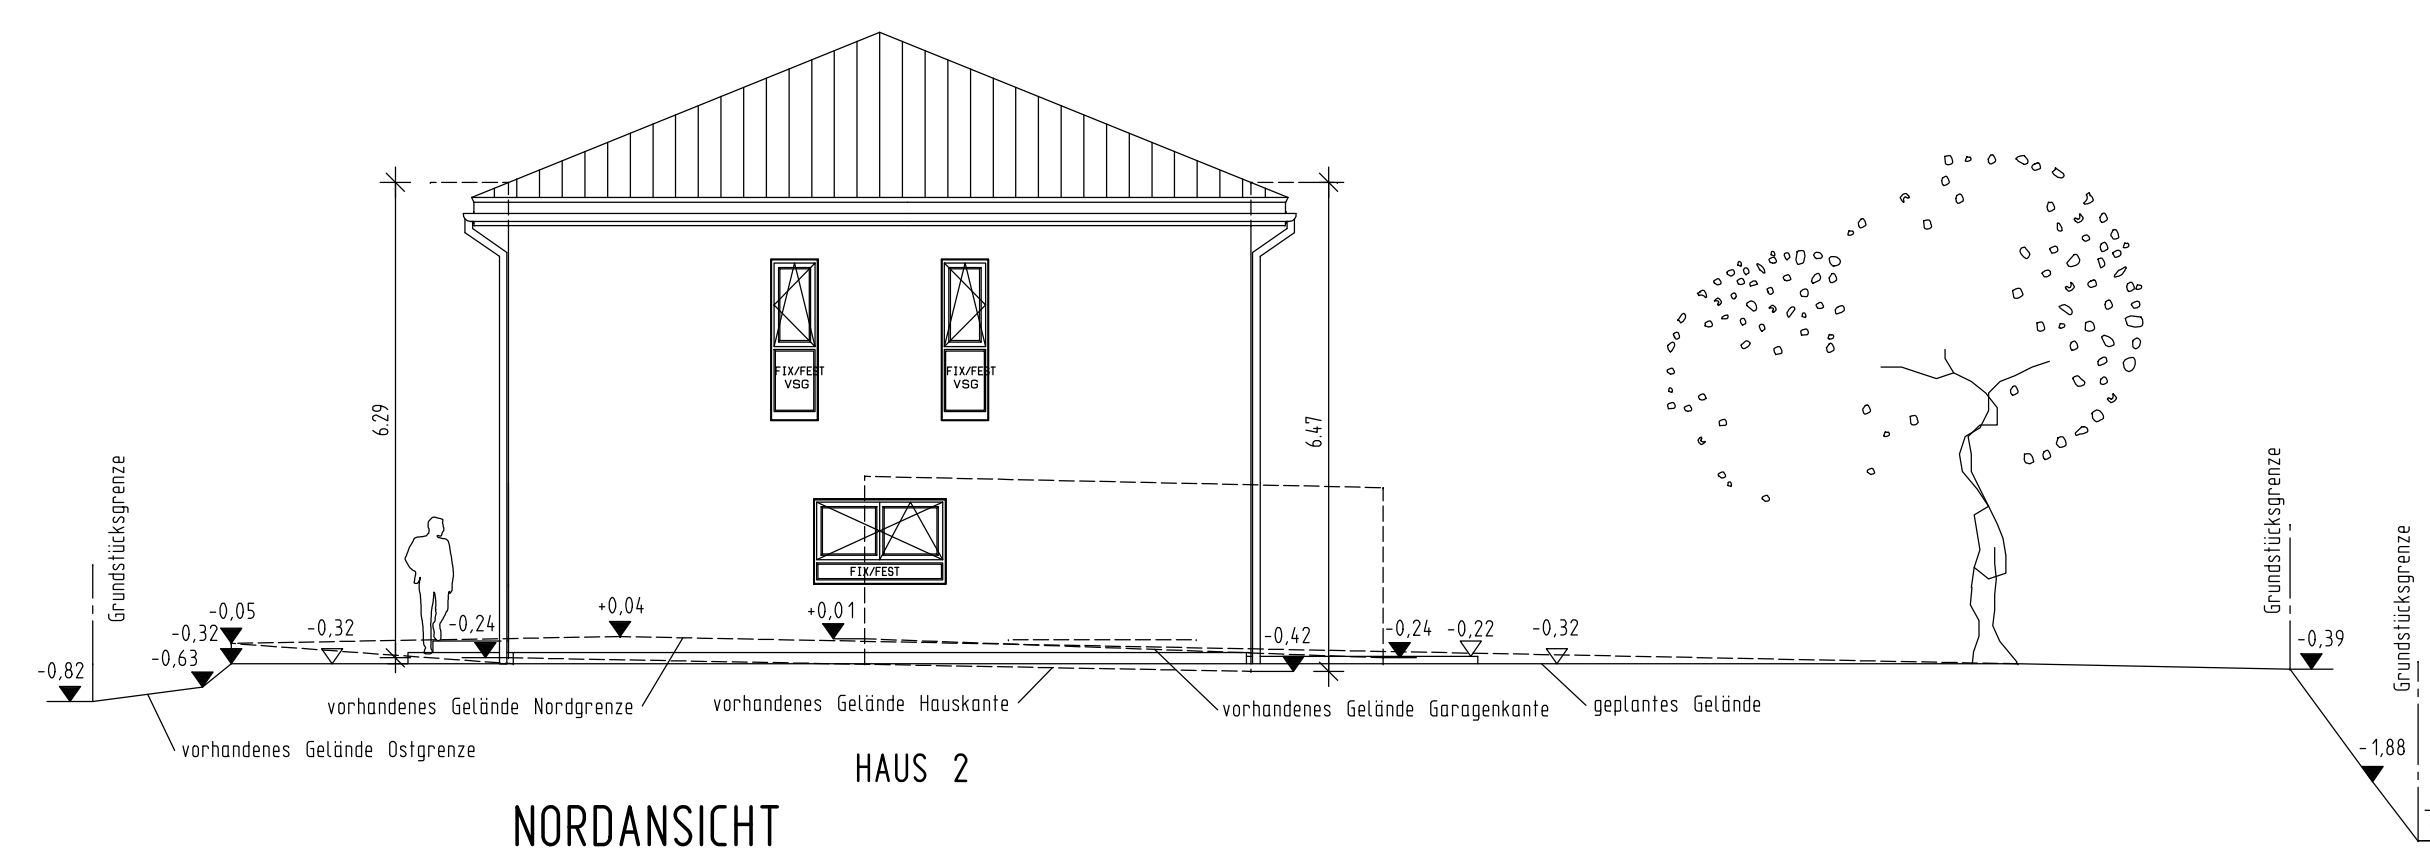 FIX/FEST
VSG
FIX/FEST
VSG
6.29
6.47
Grundstücksgrenze
Grundstücksgrenze
Grundstücksgrenze
FIX/FEST
-0,82
-0,63
-0,32
-0,05
-0,32
-0,24
+0,04
+0,01
-0,42
-0,24
-0,22
-0,32
-0,39
-1,88
vorhandenes Gelände Nordgrenze
vorhandenes Gelände Hauskante
vorhandenes Gelände Garagenkante
geplantes Gelände
vorhandenes Gelände Ostgrenze
HAUS 2
NORDANSICHT